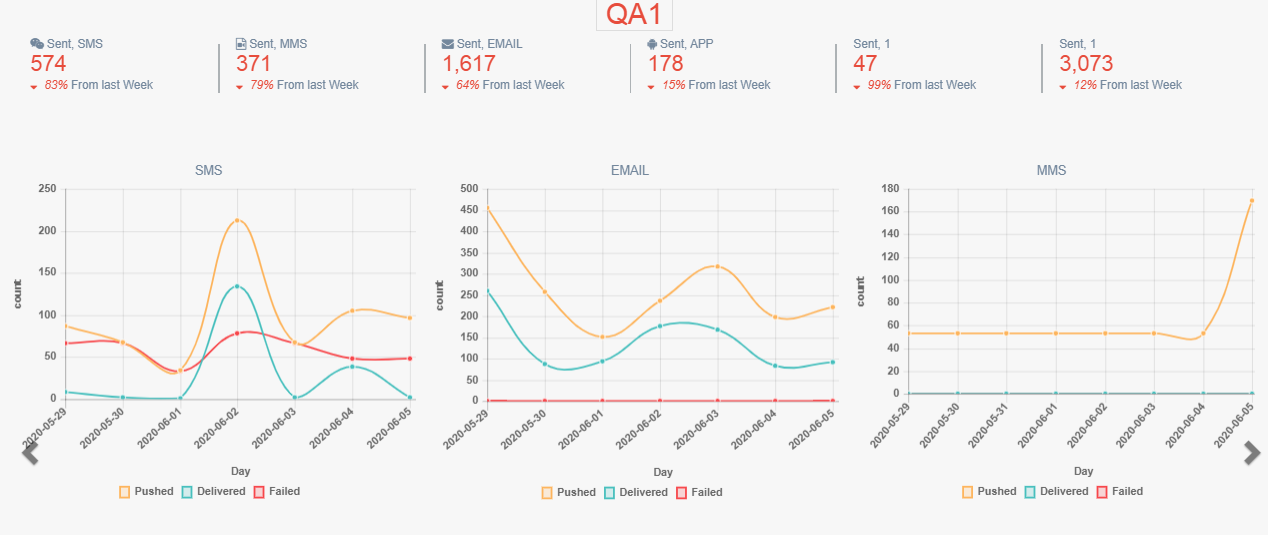 QA1
Sent, SMS
574
83% From last Week
Sent, MMS
371
79% From last Week
Sent, EMAIL
1,617
64% From last Week
Sent, APP
178
15% From last Week
Sent, 1
47
99% From last Week
Sent, 1
3,073
12% From last Week
SMS
250
200
150
100
50
0
count
2020-05-29
2020-05-30
2020-06-01
2020-06-02
2020-06-03
2020-06-04
2020-06-05
Day
Pushed Delivered Failed
EMAIL
500
450
400
350
300
250
200
150
100
50
0
count
2020-05-29
2020-05-30
2020-06-01
2020-06-02
2020-06-03
2020-06-04
2020-06-05
Day
Pushed Delivered Failed
MMS
180
160
140
120
100
80
60
40
20
0
count
2020-05-29
2020-05-30
2020-05-31
2020-06-01
2020-06-02
2020-06-03
2020-06-04
2020-06-05
Day
Pushed Delivered Failed